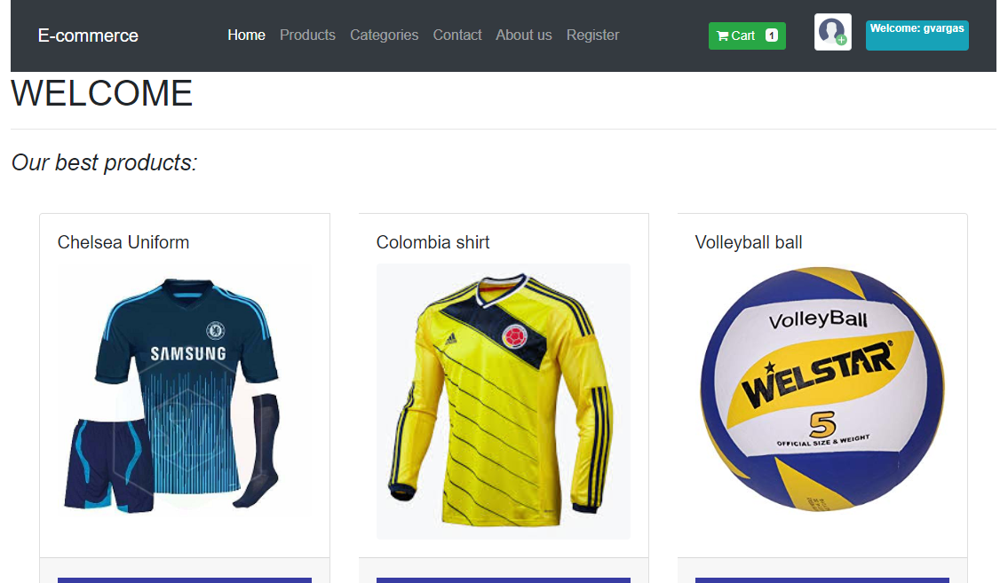 E-commerce Home Products Categories Contact About us Register Cart 1 Welcome: gvargas
WELCOME
Our best products:
Chelsea Uniform
Colombia shirt
Volleyball ball
SAMSUNG
VolleyBall
WELSTAR®
5
OFFICIAL SIZE & WEIGHT